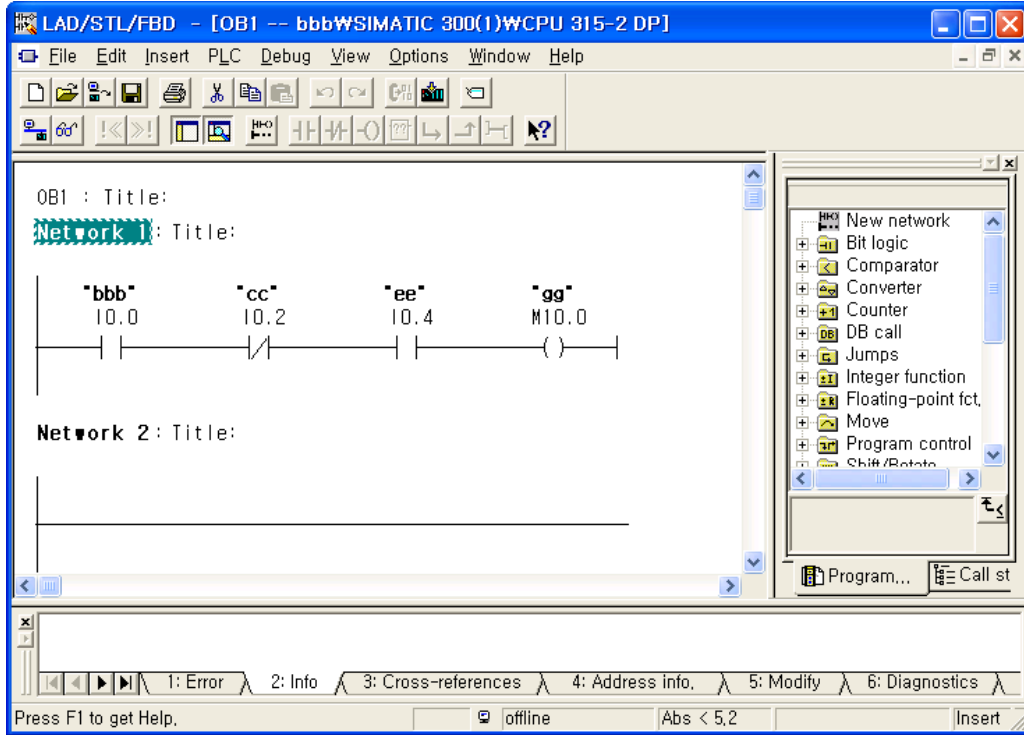 LAD/STL/FBD - [OB1 -- bbb₩SIMATIC 300(1)₩CPU 315-2 DP]
File Edit Insert PLC Debug View Options Window Help
OB1 : Title:
Network 1: Title:
"bbb" "cc" "ee" "gg"
I0.0 I0.2 I0.4 M10.0
Network 2: Title:
New network
Bit logic
Comparator
Converter
Counter
DB call
Jumps
Integer function
Floating-point fct.
Move
Program control
Shift/Rotate
Program... Call st
1: Error 2: Info 3: Cross-references 4: Address info. 5: Modify 6: Diagnostics
Press F1 to get Help. offline Abs < 5.2 Insert